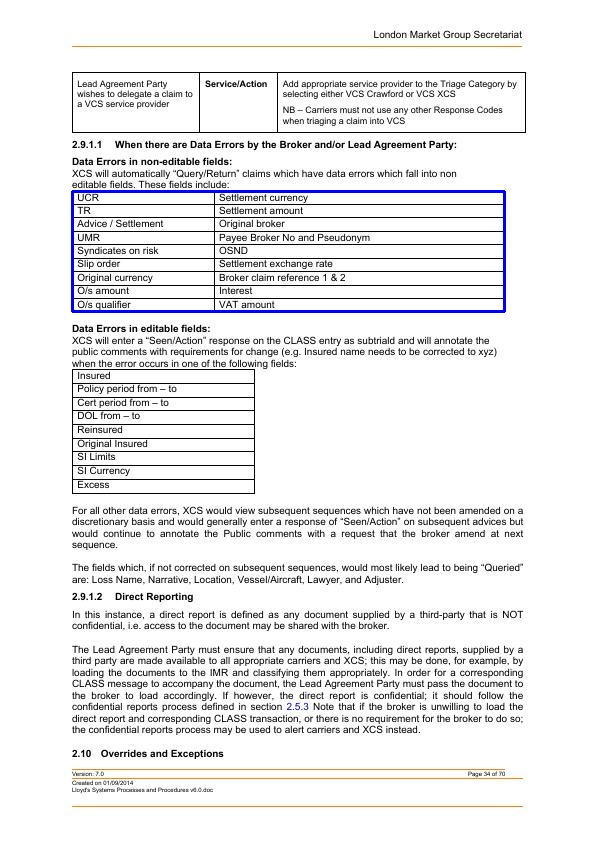 London Market Group Secretariat
Lead Agreement Party
wishes to delegate a claim to
a VCS service provider
Service/Action
Add appropriate service provider to the Triage Category by
selecting either VCS Crawford or VCS XCS
NB – Carriers must not use any other Response Codes
when triaging a claim into VCS
2.9.1.1 When there are Data Errors by the Broker and/or Lead Agreement Party:
Data Errors in non-editable fields:
XCS will automatically “Query/Return” claims which have data errors which fall into non
editable fields. These fields include:
UCR Settlement currency
TR Settlement amount
Advice / Settlement Original broker
UMR Payee Broker No and Pseudonym
Syndicates on risk OSND
Slip order Settlement exchange rate
Original currency Broker claim reference 1 & 2
O/s amount Interest
O/s qualifier VAT amount
Data Errors in editable fields:
XCS will enter a “Seen/Action” response on the CLASS entry as subtriald and will annotate the
public comments with requirements for change (e.g. Insured name needs to be corrected to xyz)
when the error occurs in one of the following fields:
Insured
Policy period from – to
Cert period from – to
DOL from – to
Reinsured
Original Insured
SI Limits
SI Currency
Excess
For all other data errors, XCS would view subsequent sequences which have not been amended on a
discretionary basis and would generally enter a response of “Seen/Action” on subsequent advices but
would continue to annotate the Public comments with a request that the broker amend at next
sequence.
The fields which, if not corrected on subsequent sequences, would most likely lead to being “Queried”
are: Loss Name, Narrative, Location, Vessel/Aircraft, Lawyer, and Adjuster.
2.9.1.2 Direct Reporting
In this instance, a direct report is defined as any document supplied by a third-party that is NOT
confidential, i.e. access to the document may be shared with the broker.
The Lead Agreement Party must ensure that any documents, including direct reports, supplied by a
third party are made available to all appropriate carriers and XCS; this may be done, for example, by
loading the documents to the IMR and classifying them appropriately. In order for a corresponding
CLASS message to accompany the document, the Lead Agreement Party must pass the document to
the broker to load accordingly. If however, the direct report is confidential; it should follow the
confidential reports process defined in section 2.5.3 Note that if the broker is unwilling to load the
direct report and corresponding CLASS transaction, or there is no requirement for the broker to do so;
the confidential reports process may be used to alert carriers and XCS instead.
2.10 Overrides and Exceptions
Version: 7.0 Page 34 of 70
Created on 01/09/2014
Lloyd's Systems Processes and Procedures v6.0.doc